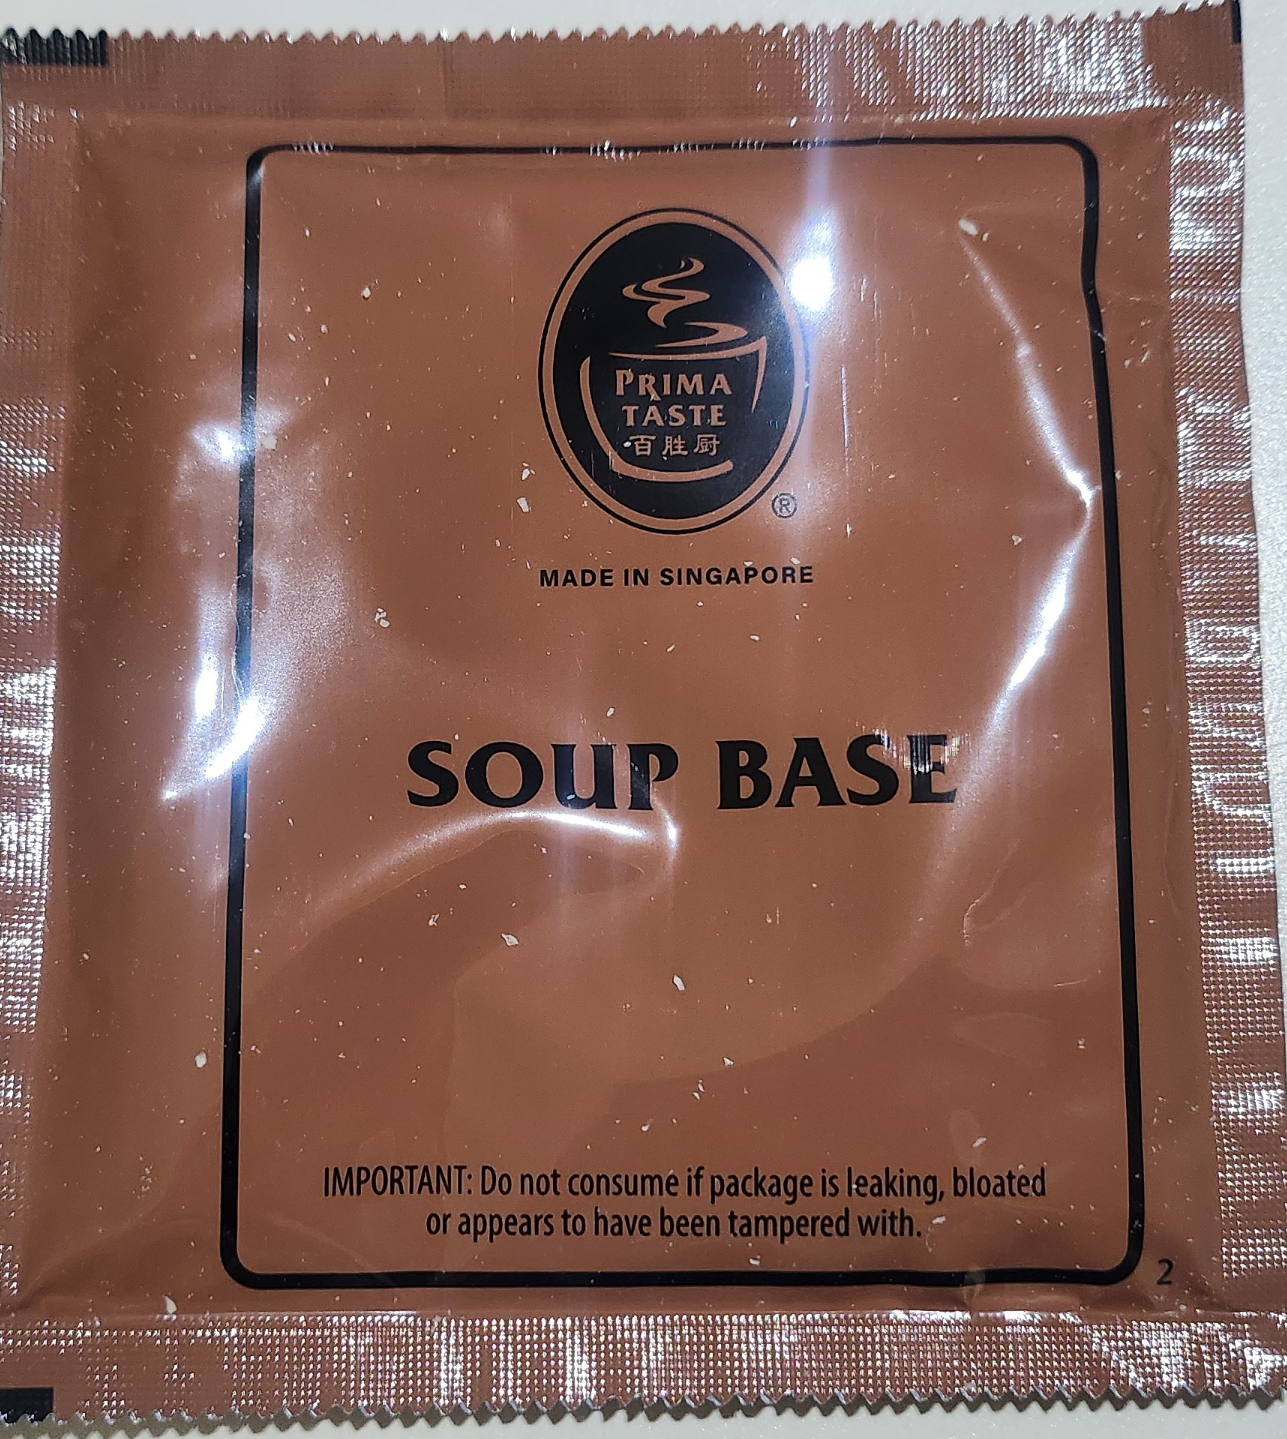 PRIMA
TASTE
百胜厨
®
MADE IN SINGAPORE
SOUP BASE
IMPORTANT: Do not consume if package is leaking, bloated
or appears to have been tampered with.
2